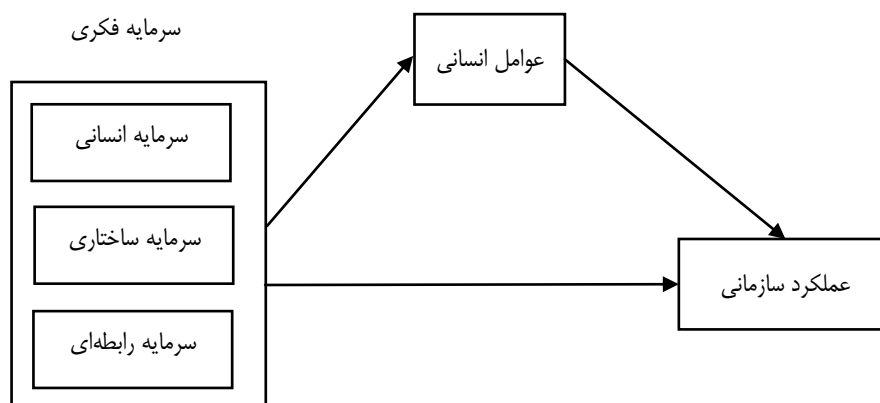 سرمایه فکری
عوامل انسانی
سرمایه انسانی
سرمایه ساختاری
عملکرد سازمانی
سرمایه رابطه‌ای